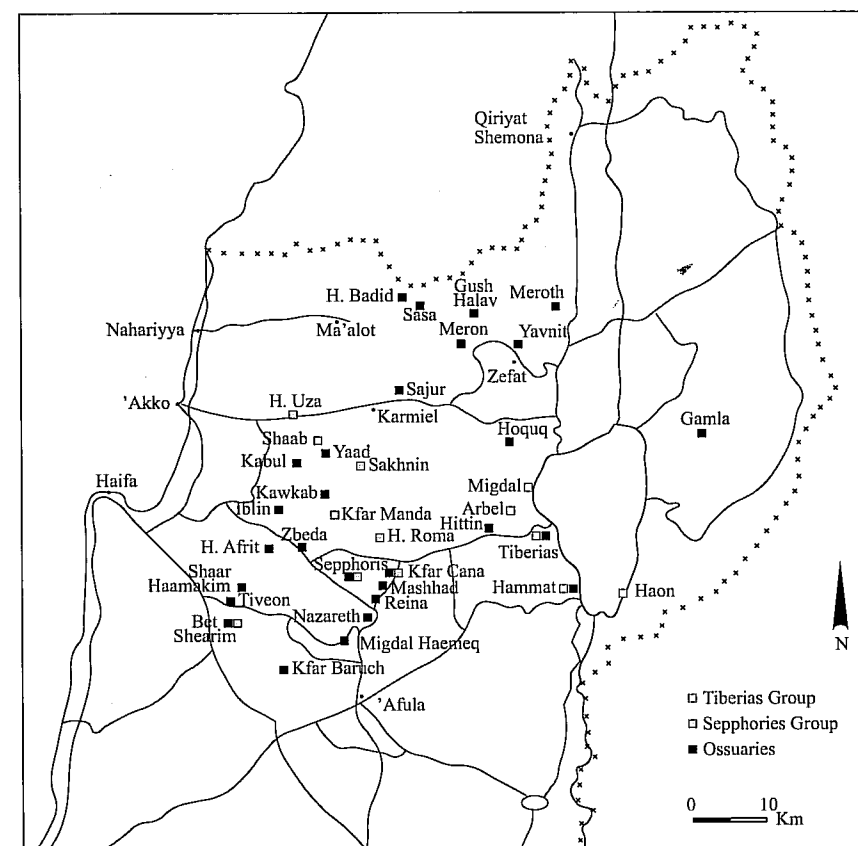 Qiriyat
Shemona
H. Badid
Sasa
Gush
Halav
Meroth
Nahariyya
Ma'alot
Meron
Yavnit
Zefat
'Akko
Sajur
H. Uza
Karmiel
Gamla
Hoquq
Shaab
Yaad
Kabul
Sakhnin
Haifa
Migdal
Kawkab
Arbel
Iblin
Kfar Manda
Hittin
Zbeda
H. Roma
H. Afrit
Tiberias
Sepphoris
Kfar Cana
Shaar
Haamakim
Mashhad
Hammat
Haon
Tiveon
Reina
Nazareth
Bet
Shearim
Migdal Haemeq
Kfar Baruch
'Afula
N
Tiberias Group
Sepphories Group
Ossuaries
0 10
Km